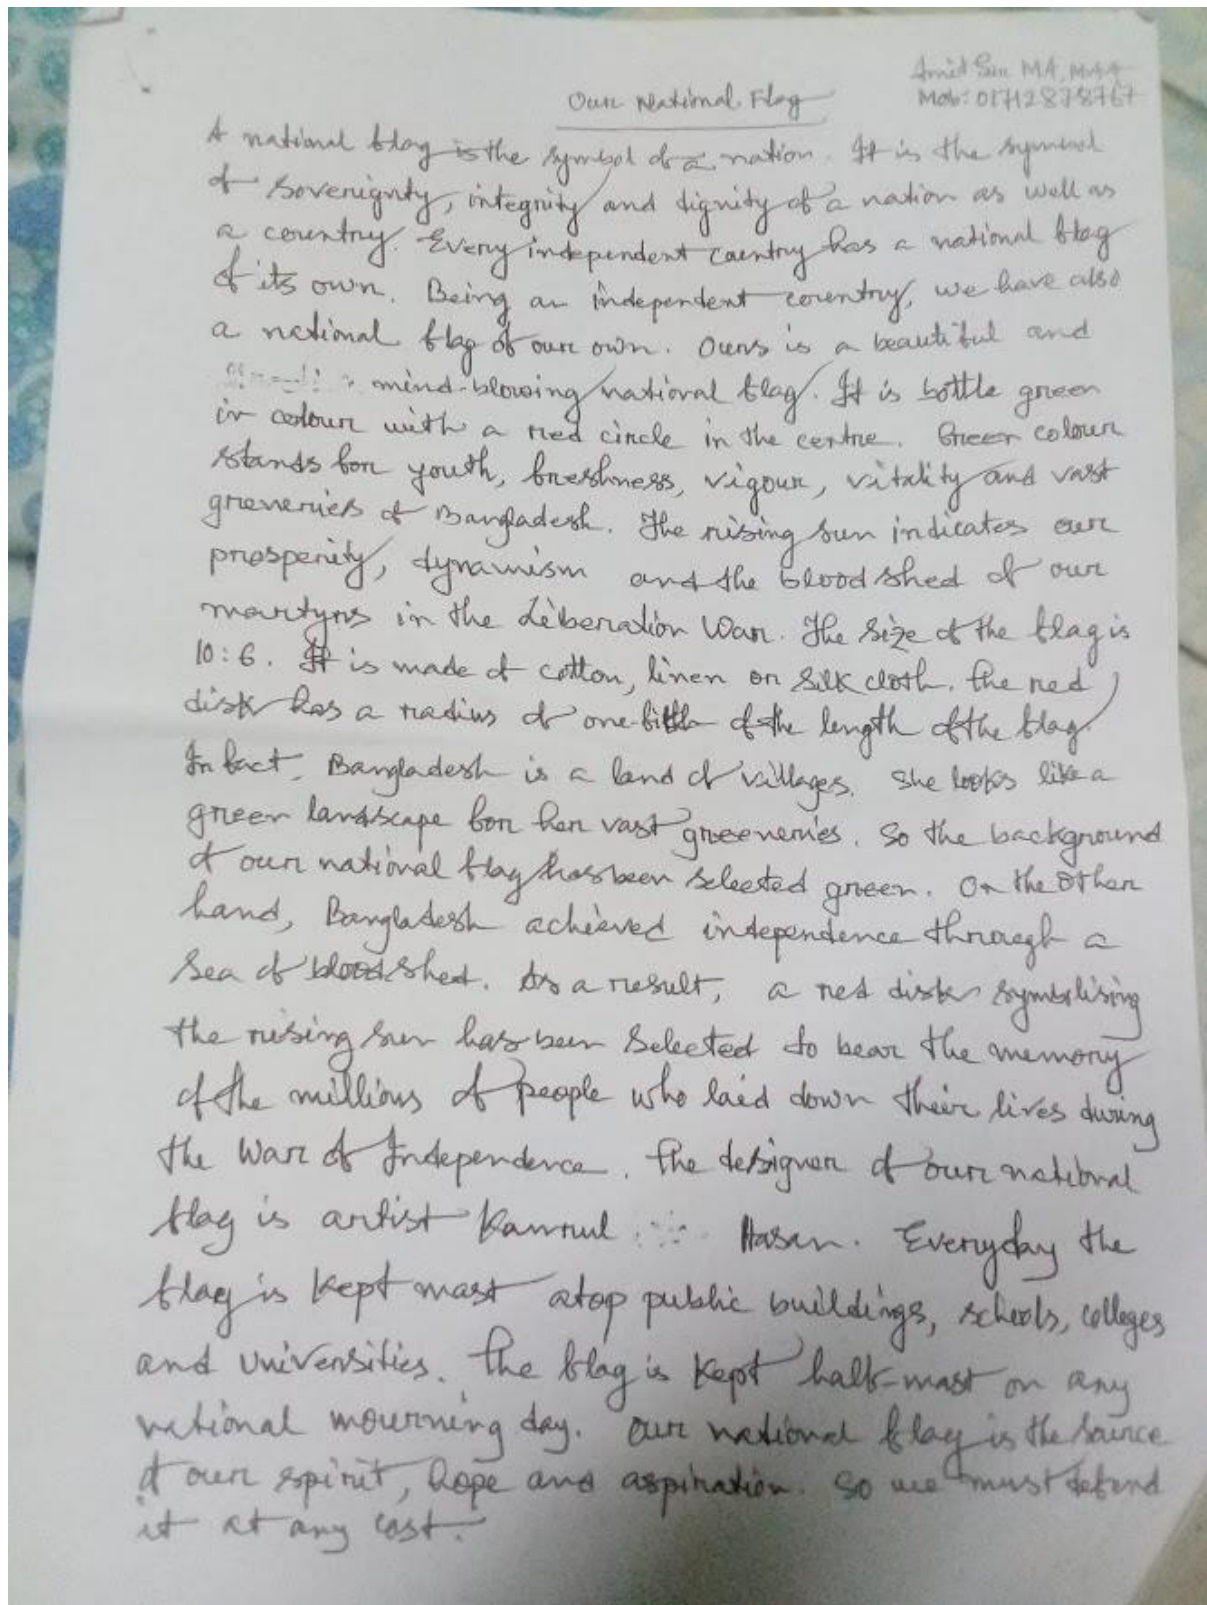 Amit Sen MA, M
Mob: 01712878767
Our National Flag
A national flag is the symbol of a nation. It is the symbol
of soverignty, integrity and dignity of a nation as well as
a country. Every independent country has a national flag
of its own. Being an independent country, we have also
a national flag of our own. Ours is a beautiful and
mind-blowing national flag. It is bottle green
in colour with a red circle in the centre. Green colour
stands for youth, freshness, vigour, vitality and vast
greeneries of Bangladesh. The rising sun indicates our
prosperity, dynamism and the bloodshed of our
martyrs in the Liberation War. The size of the flag is
10:6. It is made of cotton, linen or silk cloth. The red
disk has a radius of one-fifth of the length of the flag.
In fact, Bangladesh is a land of villages. She looks like a
green landscape for her vast greeneries. So the background
of our national flag has been selected green. On the other
hand, Bangladesh achieved independence through a
sea of bloodshed. As a result, a red disk symbolising
the rising sun has been selected to bear the memory
of the millions of people who laid down their lives during
the War of Independence. The designer of our national
flag is artist Kamrul Hasan. Everyday the
flag is kept mast atop public buildings, schools, colleges
and universities. The flag is kept half-mast on any
national mourning day. Our national flag is the source
of our spirit, hope and aspiration. So we must defend
it at any cost.